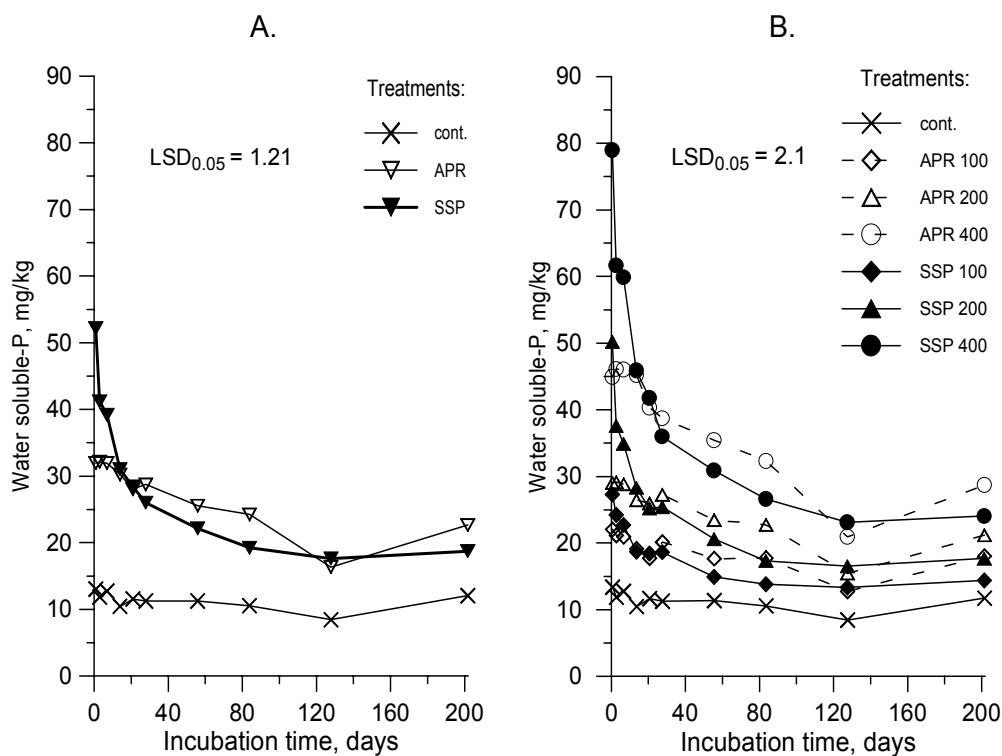 A.
Treatments:
cont.
APR
SSP
LSD0.05 = 1.21
Water soluble-P, mg/kg
90
80
70
60
50
40
30
20
10
0
0 40 80 120 160 200
Incubation time, days
B.
Treatments:
cont.
APR 100
APR 200
APR 400
SSP 100
SSP 200
SSP 400
LSD0.05 = 2.1
Water soluble-P, mg/kg
90
80
70
60
50
40
30
20
10
0
0 40 80 120 160 200
Incubation time, days